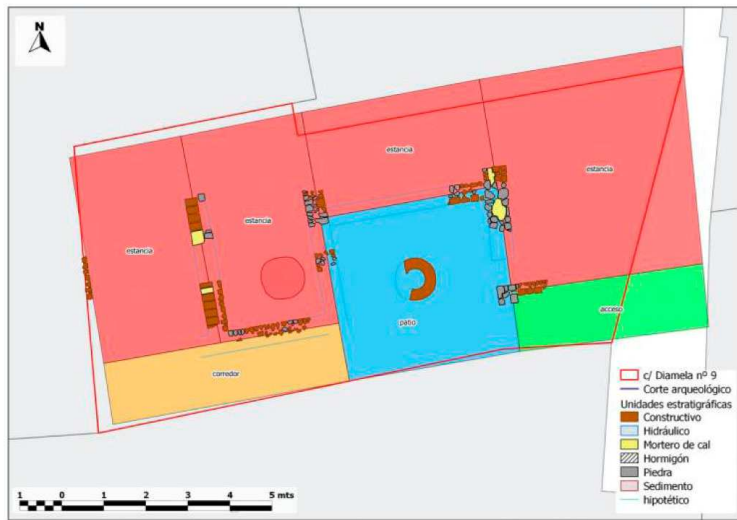 N
estancia
estancia
estancia
estancia
patio
acceso
corredor
c/ Diamela nº 9
Corte arqueológico
Unidades estratigráficas
Constructivo
Hidráulico
Mortero de cal
Hormigón
Piedra
Sedimento
hipotético
1 0 1 2 3 4 5 mts